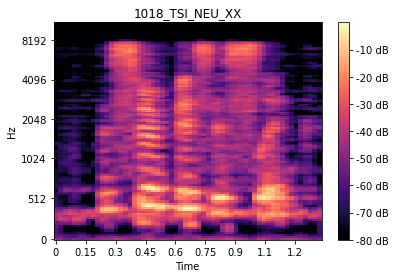 1018_TSI_NEU_XX
8192
4096
2048
1024
512
0
Hz
0 0.15 0.3 0.45 0.6 0.75 0.9 1.1 1.2
Time
-10 dB
-20 dB
-30 dB
-40 dB
-50 dB
-60 dB
-70 dB
-80 dB